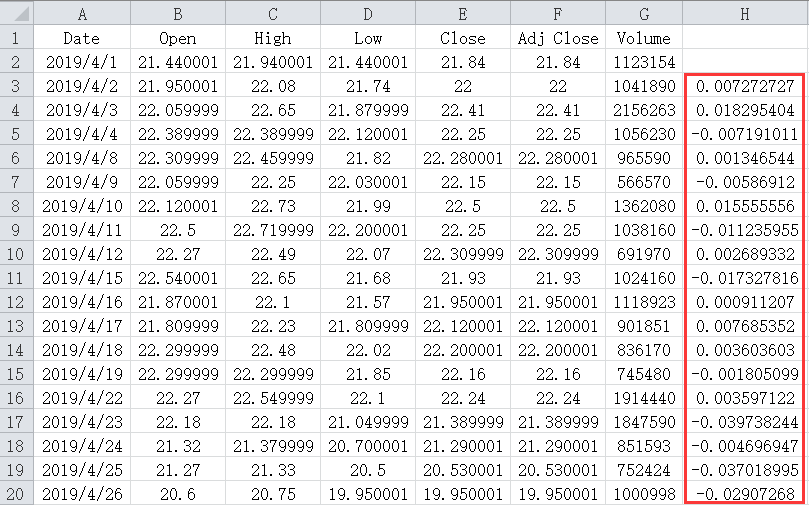 A B C D E F G H
1 Date Open High Low Close Adj Close Volume
2 2019/4/1 21.440001 21.940001 21.440001 21.84 21.84 1123154
3 2019/4/2 21.950001 22.08 21.74 22 22 1041890 0.007272727
4 2019/4/3 22.059999 22.65 21.879999 22.41 22.41 2156263 0.018295404
5 2019/4/4 22.389999 22.389999 22.120001 22.25 22.25 1056230 -0.007191011
6 2019/4/8 22.309999 22.459999 21.82 22.280001 22.280001 965590 0.001346544
7 2019/4/9 22.059999 22.25 22.030001 22.15 22.15 566570 -0.00586912
8 2019/4/10 22.120001 22.73 21.99 22.5 22.5 1362080 0.015555556
9 2019/4/11 22.5 22.719999 22.200001 22.25 22.25 1038160 -0.011235955
10 2019/4/12 22.27 22.49 22.07 22.309999 22.309999 691970 0.002689332
11 2019/4/15 22.540001 22.65 21.68 21.93 21.93 1024160 -0.017327816
12 2019/4/16 21.870001 22.1 21.57 21.950001 21.950001 1118923 0.000911207
13 2019/4/17 21.809999 22.23 21.809999 22.120001 22.120001 901851 0.007685352
14 2019/4/18 22.299999 22.48 22.02 22.200001 22.200001 836170 0.003603603
15 2019/4/19 22.299999 22.299999 21.85 22.16 22.16 745480 -0.001805099
16 2019/4/22 22.27 22.549999 22.1 22.24 22.24 1914440 0.003597122
17 2019/4/23 22.18 22.18 21.049999 21.389999 21.389999 1847590 -0.039738244
18 2019/4/24 21.32 21.379999 20.700001 21.290001 21.290001 851593 -0.004696947
19 2019/4/25 21.27 21.33 20.5 20.530001 20.530001 752424 -0.037018995
20 2019/4/26 20.6 20.75 19.950001 19.950001 19.950001 1000998 -0.02907268